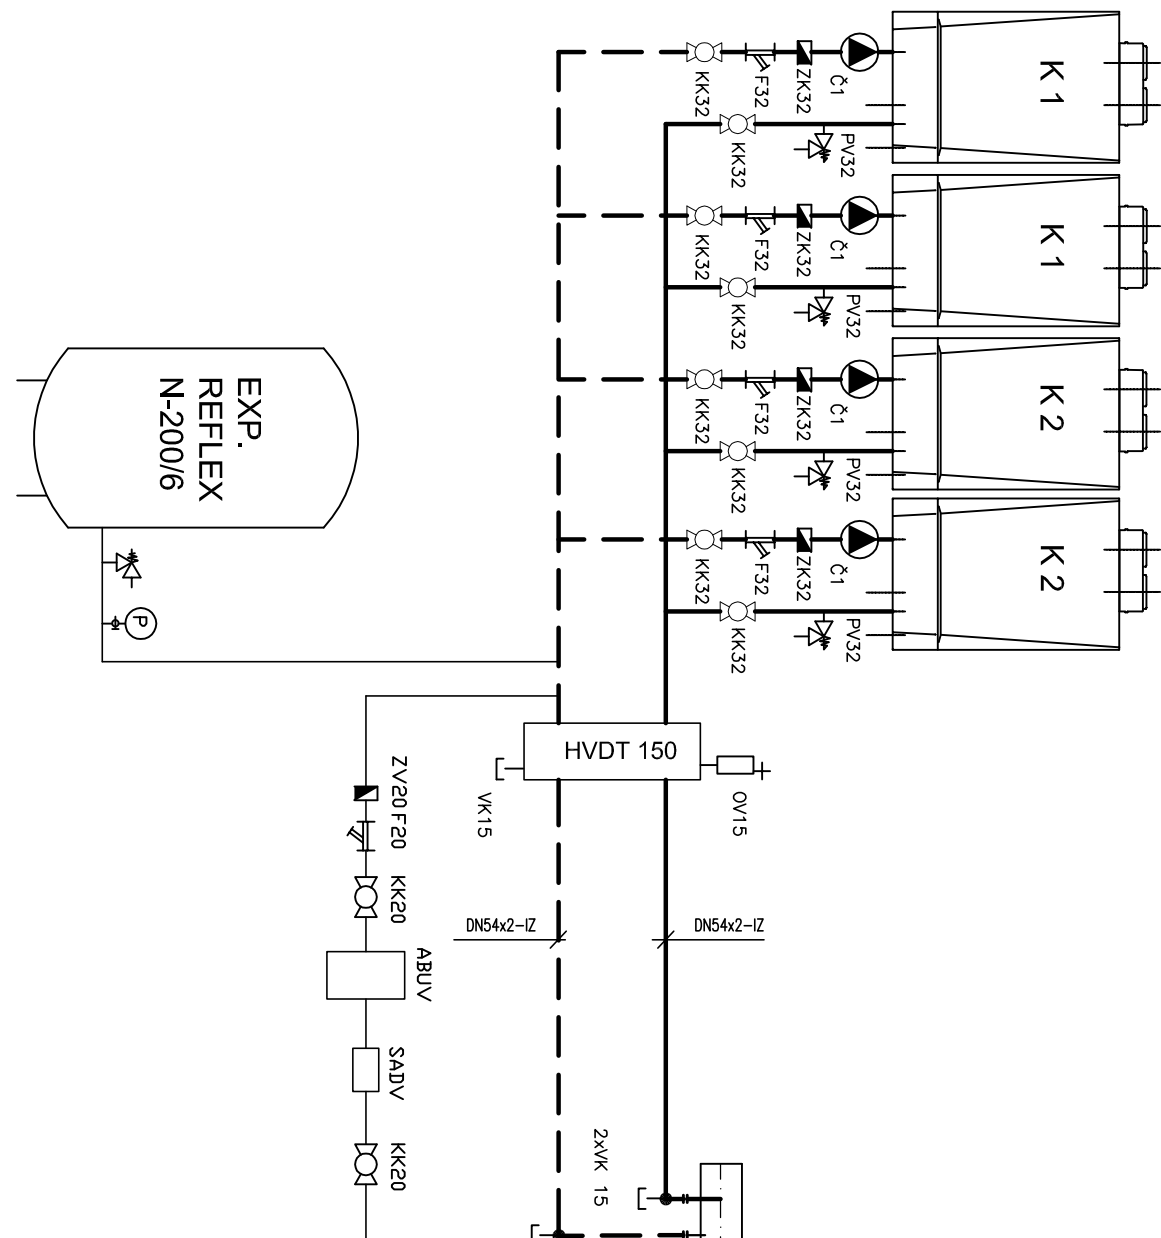 K 1
KK32
F32
ZK32
Č1
KK32
PV32
K 1
KK32
F32
ZK32
Č1
KK32
PV32
K 2
KK32
F32
ZK32
Č1
KK32
PV32
K 2
KK32
F32
ZK32
Č1
KK32
PV32
EXP.
REFLEX
N-200/6
P
HVDT 150
VK15
OV15
ZV20
F20
KK20
DN54x2-IZ
DN54x2-IZ
ABUV
SADV
KK20
2xVK 15